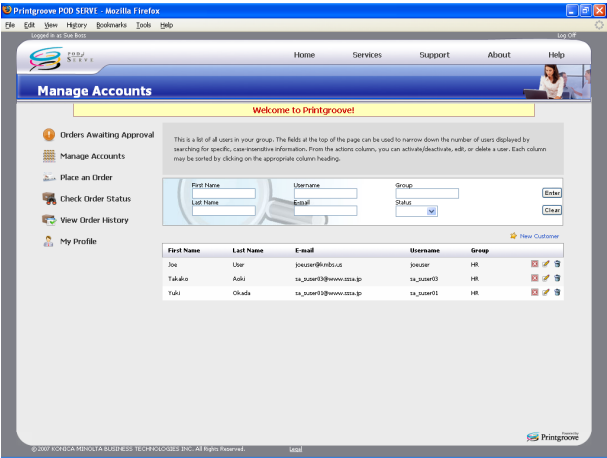 Printgroove POD SERVE - Mozilla Firefox
File Edit View History Bookmarks Tools Help
Logged in as Sue Boss Log Off
POD
SERVE
Home Services Support About Help
Manage Accounts
Welcome to Printgroove!
Orders Awaiting Approval
Manage Accounts
Place an Order
Check Order Status
View Order History
My Profile
This is a list of all users in your group. The fields at the top of the page can be used to narrow down the number of users displayed by
searching for specific, case-insensitive information. From the actions column, you can activate/deactivate, edit, or delete a user. Each column
may be sorted by clicking on the appropriate column heading.
First Name Username Group
Enter
Last Name E-mail Status
Clear
New Customer
First Name Last Name E-mail Username Group
Joe User joeuser@kmbs.us joeuser HR
Takako Aoki sa_suser03@www.sssa.jp sa_suser03 HR
Yuki Okada sa_suser01@www.sssa.jp sa_suser01 HR
Powered by
Printgroove
© 2007 KONICA MINOLTA BUSINESS TECHNOLOGIES INC. All Rights Reserved. Legal